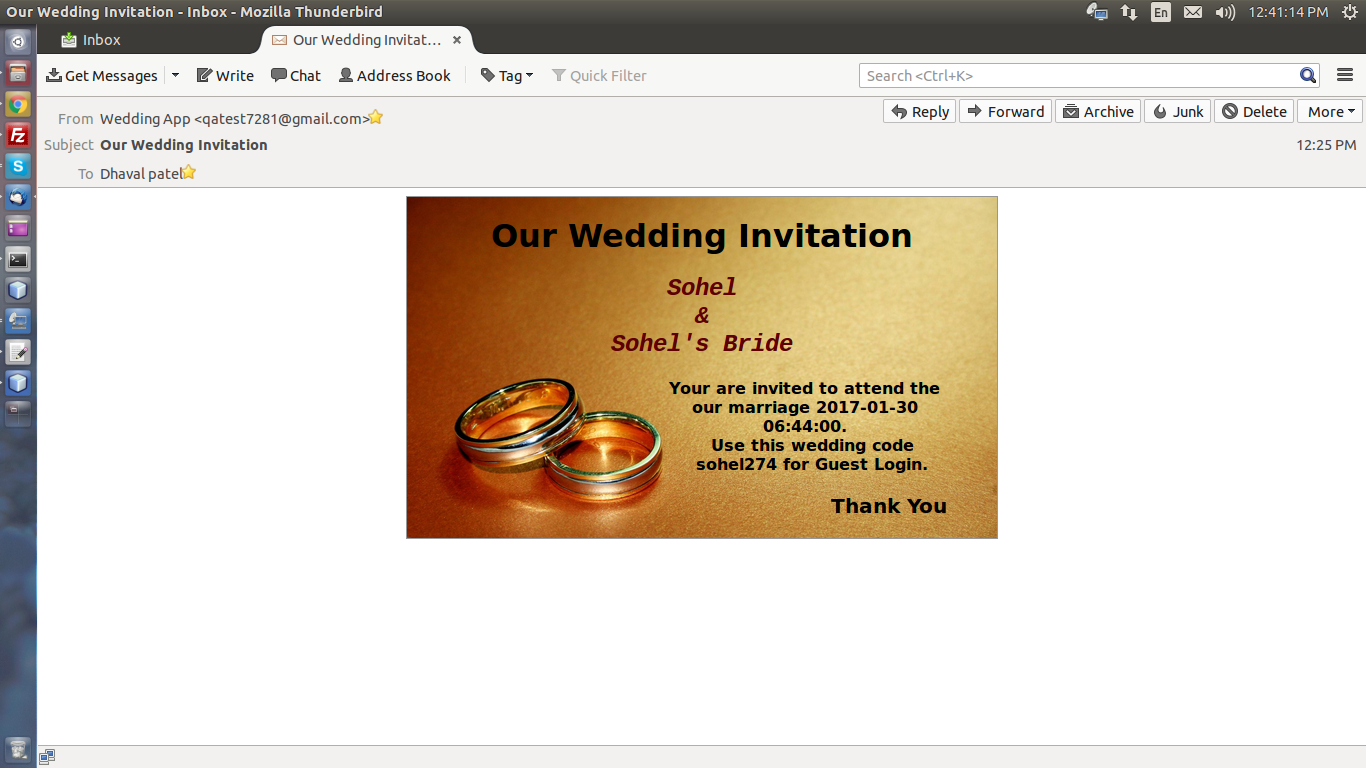 Our Wedding Invitation - Inbox - Mozilla Thunderbird
En
12:41:14 PM
Inbox
Our Wedding Invitat...
Get Messages
Write
Chat
Address Book
Tag
Quick Filter
Search <Ctrl+K>
From Wedding App <qatest7281@gmail.com>
Reply
Forward
Archive
Junk
Delete
More
Subject Our Wedding Invitation
12:25 PM
To Dhaval patel
Fz
S
Our Wedding Invitation
Sohel
&
Sohel's Bride
Your are invited to attend the
our marriage 2017-01-30
06:44:00.
Use this wedding code
sohel274 for Guest Login.
Thank You